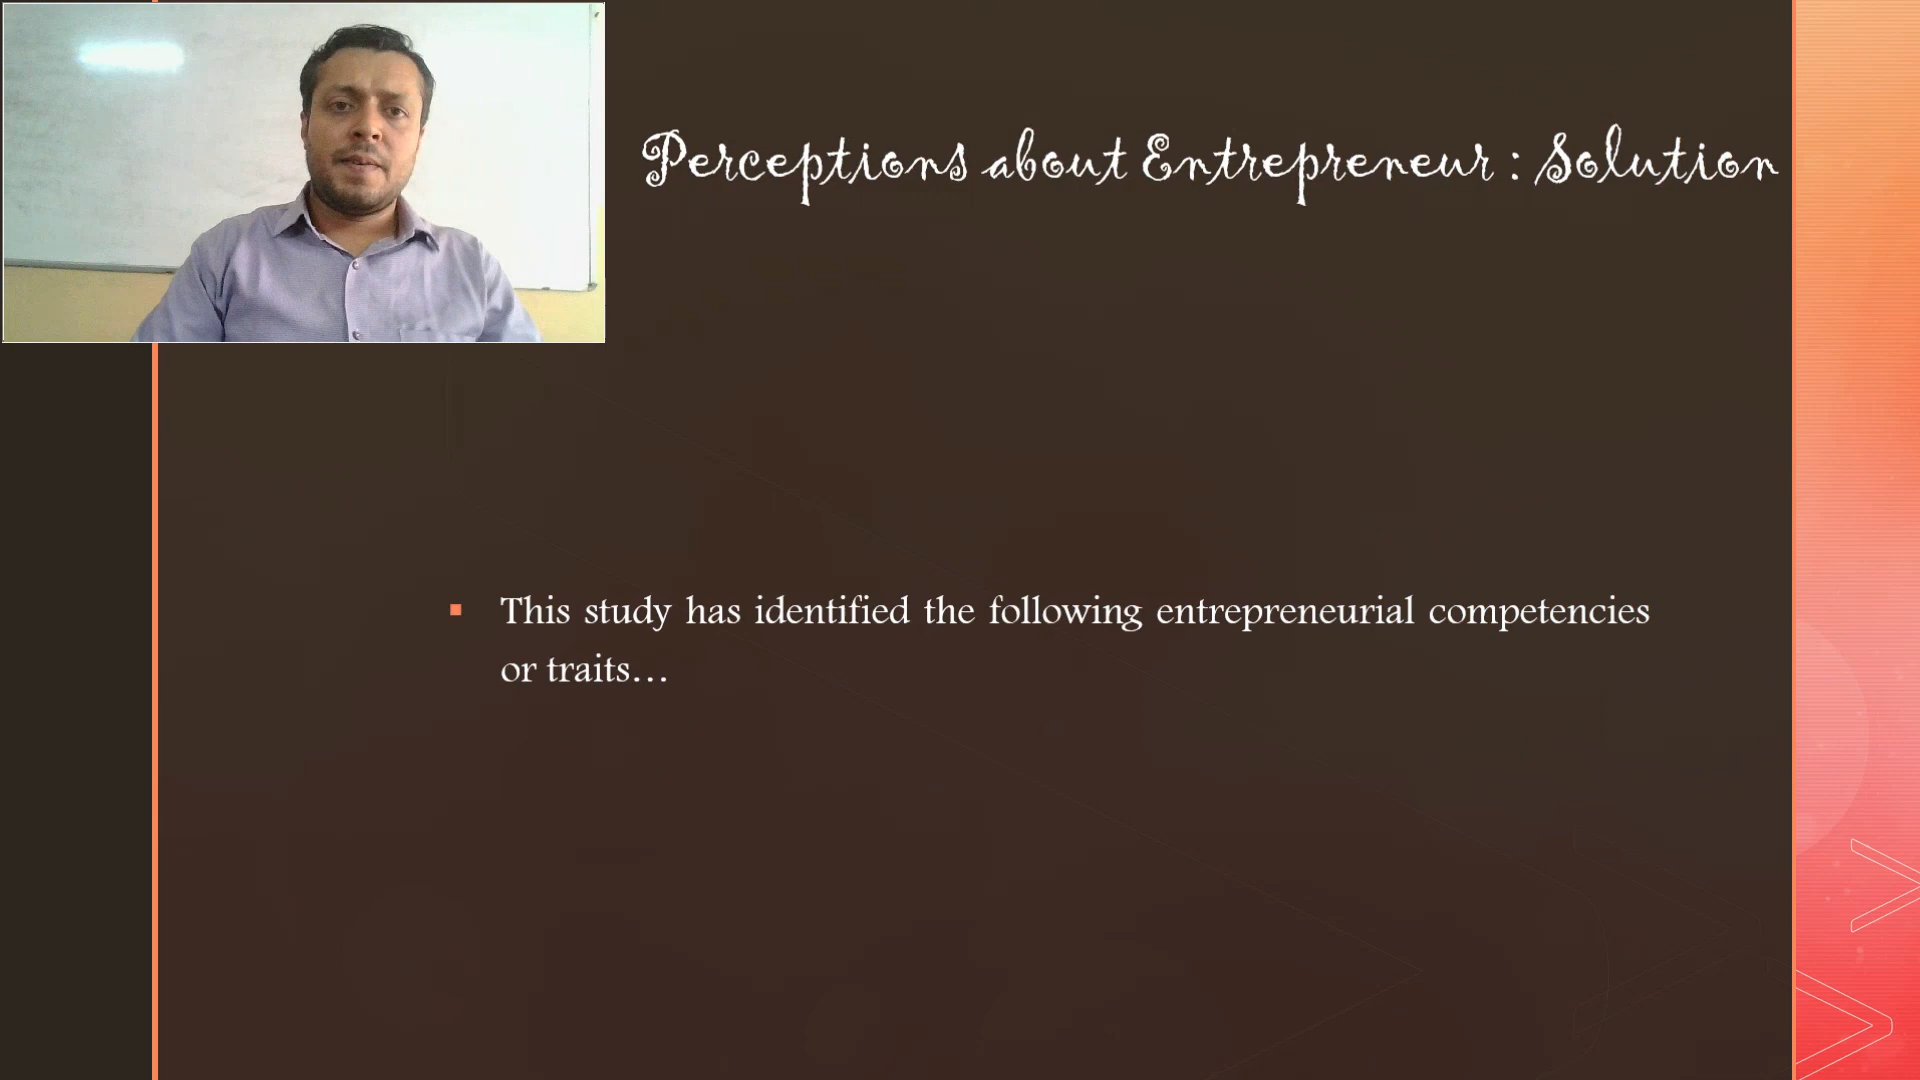 Perceptions about Entrepreneur : Solution
This study has identified the following entrepreneurial competencies
or traits…